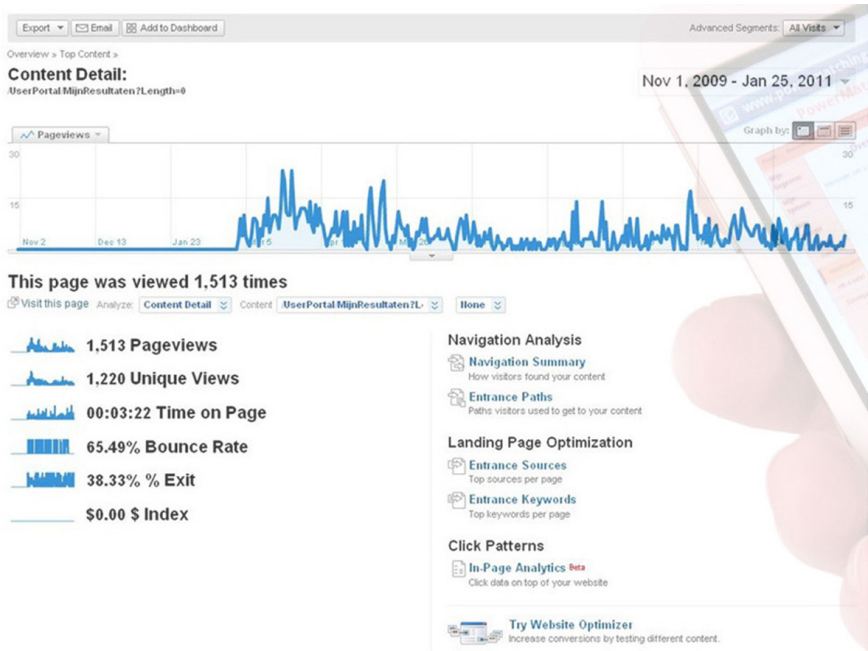 Export
Email
Add to Dashboard
Advanced Segments: All Visits
Overview » Top Content »
Content Detail:
/UserPortal/MijnResultaten?Length=0
Nov 1, 2009 - Jan 25, 2011
Pageviews
Graph by:
30
30
15
15
Nov 2
Dec 13
Jan 23
This page was viewed 1,513 times
Visit this page
Analyze:
Content Detail
Content
/UserPortal/MijnResultaten?L
None
1,513 Pageviews
1,220 Unique Views
00:03:22 Time on Page
65.49% Bounce Rate
38.33% % Exit
$0.00 $ Index
Navigation Analysis
Navigation Summary
How visitors found your content
Entrance Paths
Paths visitors used to get to your content
Landing Page Optimization
Entrance Sources
Top sources per page
Entrance Keywords
Top keywords per page
Click Patterns
In-Page Analytics Beta
Click data on top of your website
Try Website Optimizer
Increase conversions by testing different content.